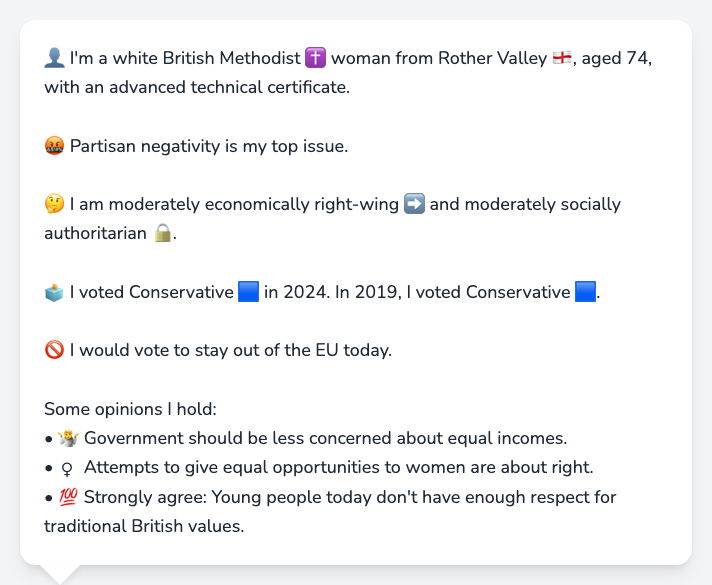 👤 I'm a white British Methodist ✝️ woman from Rother Valley 🏴󠁧󠁢󠁥󠁮󠁧󠁿, aged 74,
with an advanced technical certificate.
🤬 Partisan negativity is my top issue.
🤔 I am moderately economically right-wing ➡️ and moderately socially
authoritarian 🔒.
🗳️ I voted Conservative 🟦 in 2024. In 2019, I voted Conservative 🟦.
🚫 I would vote to stay out of the EU today.
Some opinions I hold:
• 🤷 Government should be less concerned about equal incomes.
• ♀ Attempts to give equal opportunities to women are about right.
• 💯 Strongly agree: Young people today don't have enough respect for
traditional British values.